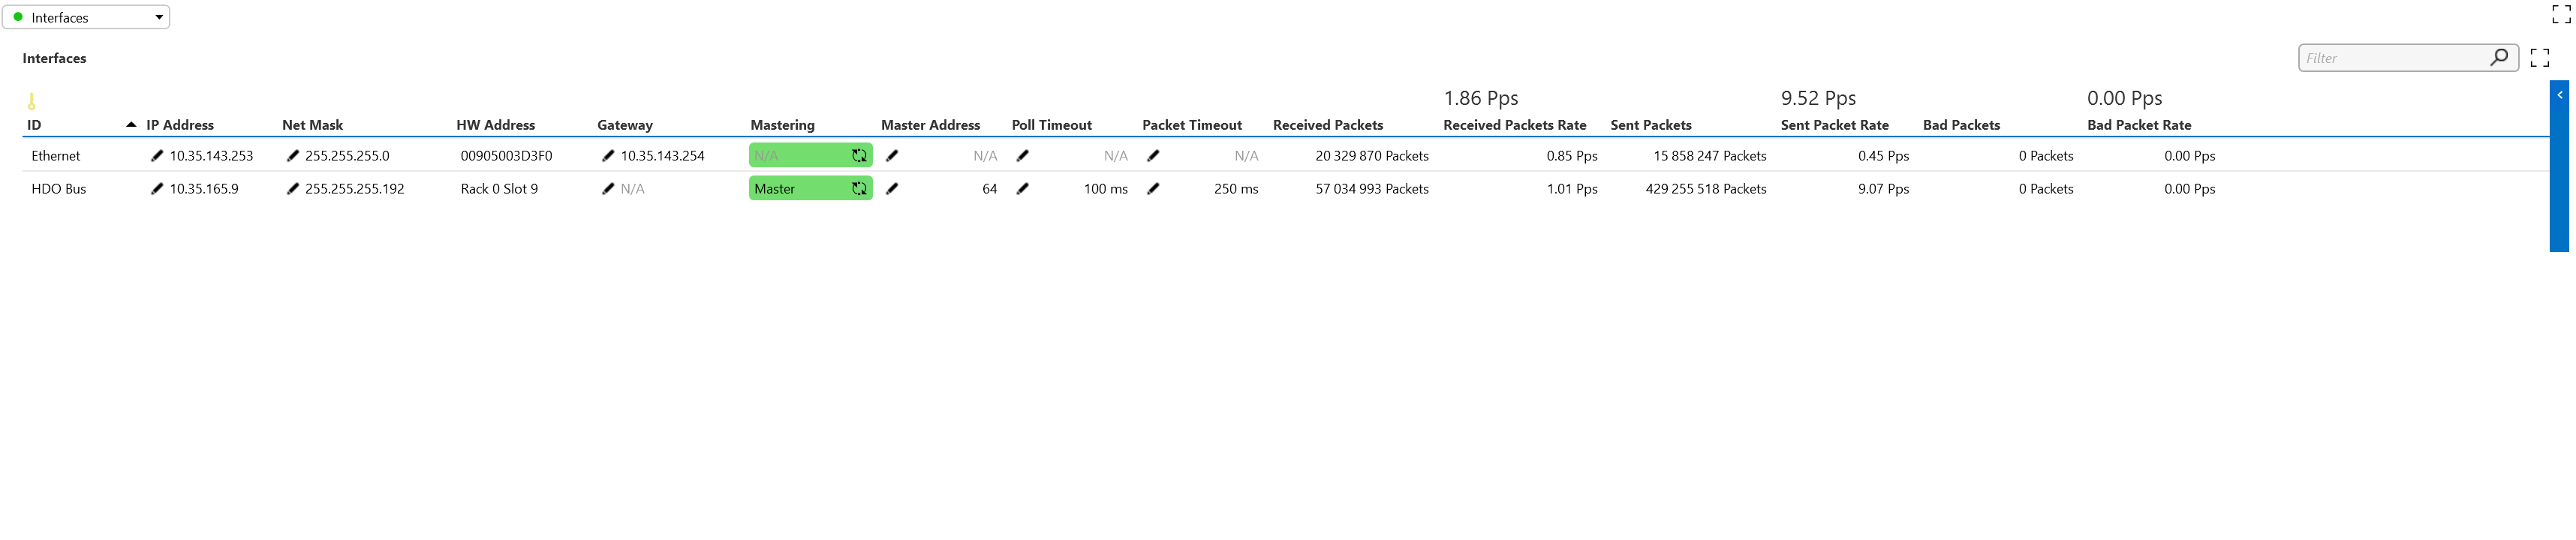 Interfaces
Interfaces
Filter
1.86 Pps 9.52 Pps 0.00 Pps
ID IP Address Net Mask HW Address Gateway Mastering Master Address Poll Timeout Packet Timeout Received Packets Received Packets Rate Sent Packets Sent Packet Rate Bad Packets Bad Packet Rate
Ethernet 10.35.143.253 255.255.255.0 00905003D3F0 10.35.143.254 N/A N/A N/A N/A 20 329 870 Packets 0.85 Pps 15 858 247 Packets 0.45 Pps 0 Packets 0.00 Pps
HDO Bus 10.35.165.9 255.255.255.192 Rack 0 Slot 9 N/A Master 64 100 ms 250 ms 57 034 993 Packets 1.01 Pps 429 255 518 Packets 9.07 Pps 0 Packets 0.00 Pps